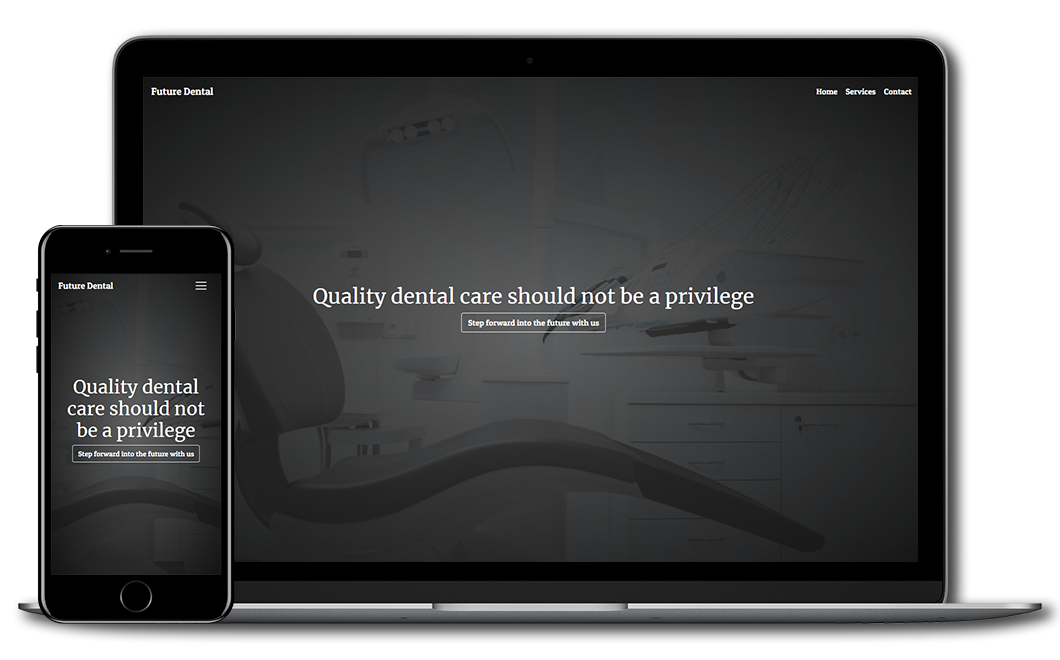 Future Dental
Home Services Contact
Quality dental care should not be a privilege
Step forward into the future with us
Future Dental
Quality dental
care should not
be a privilege
Step forward into the future with us